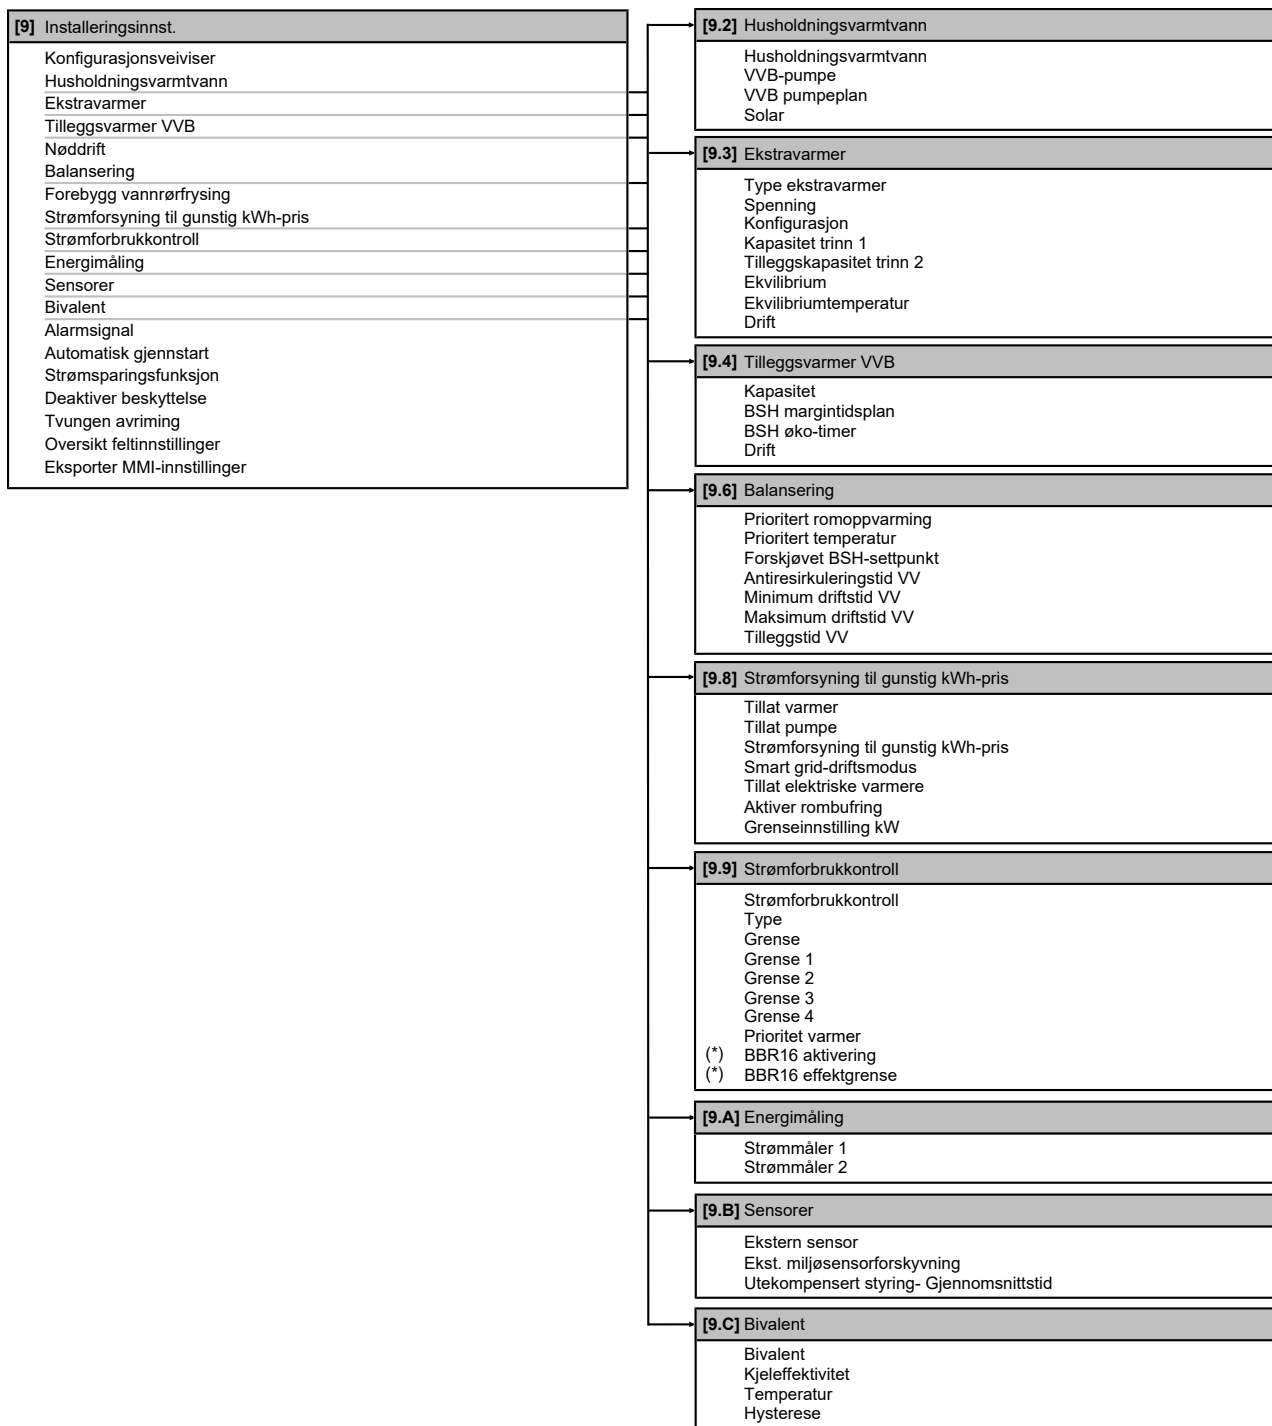 [9] Installeringsinnst.
Konfigurasjonsveiviser
Husholdningsvarmtvann
Ekstravarmer
Tilleggsvarmer VVB
Nøddrift
Balansering
Forebygg vannrørfrysing
Strømforsyning til gunstig kWh-pris
Strømforbrukkontroll
Energimåling
Sensorer
Bivalent
Alarmsignal
Automatisk gjennstart
Strømsparingsfunksjon
Deaktiver beskyttelse
Tvungen avriming
Oversikt feltinnstillinger
Eksporter MMI-innstillinger
[9.2] Husholdningsvarmtvann
Husholdningsvarmtvann
VVB-pumpe
VVB pumpeplan
Solar
[9.3] Ekstravarmer
Type ekstravarmer
Spenning
Konfigurasjon
Kapasitet trinn 1
Tilleggskapasitet trinn 2
Ekvilibrium
Ekvilibriumtemperatur
Drift
[9.4] Tilleggsvarmer VVB
Kapasitet
BSH margintidsplan
BSH øko-timer
Drift
[9.6] Balansering
Prioritert romoppvarming
Prioritert temperatur
Forskjøvet BSH-settpunkt
Antiresirkuleringstid VV
Minimum driftstid VV
Maksimum driftstid VV
Tilleggstid VV
[9.8] Strømforsyning til gunstig kWh-pris
Tillat varmer
Tillat pumpe
Strømforsyning til gunstig kWh-pris
Smart grid-driftsmodus
Tillat elektriske varmere
Aktiver rombufring
Grenseinnstilling kW
[9.9] Strømforbrukkontroll
Strømforbrukkontroll
Type
Grense
Grense 1
Grense 2
Grense 3
Grense 4
Prioritet varmer
(*) BBR16 aktivering
(*) BBR16 effektgrense
[9.A] Energimåling
Strømmåler 1
Strømmåler 2
[9.B] Sensorer
Ekstern sensor
Ekst. miljøsensorforskyvning
Utekompensert styring- Gjennomsnittstid
[9.C] Bivalent
Bivalent
Kjeleffektivitet
Temperatur
Hysterese